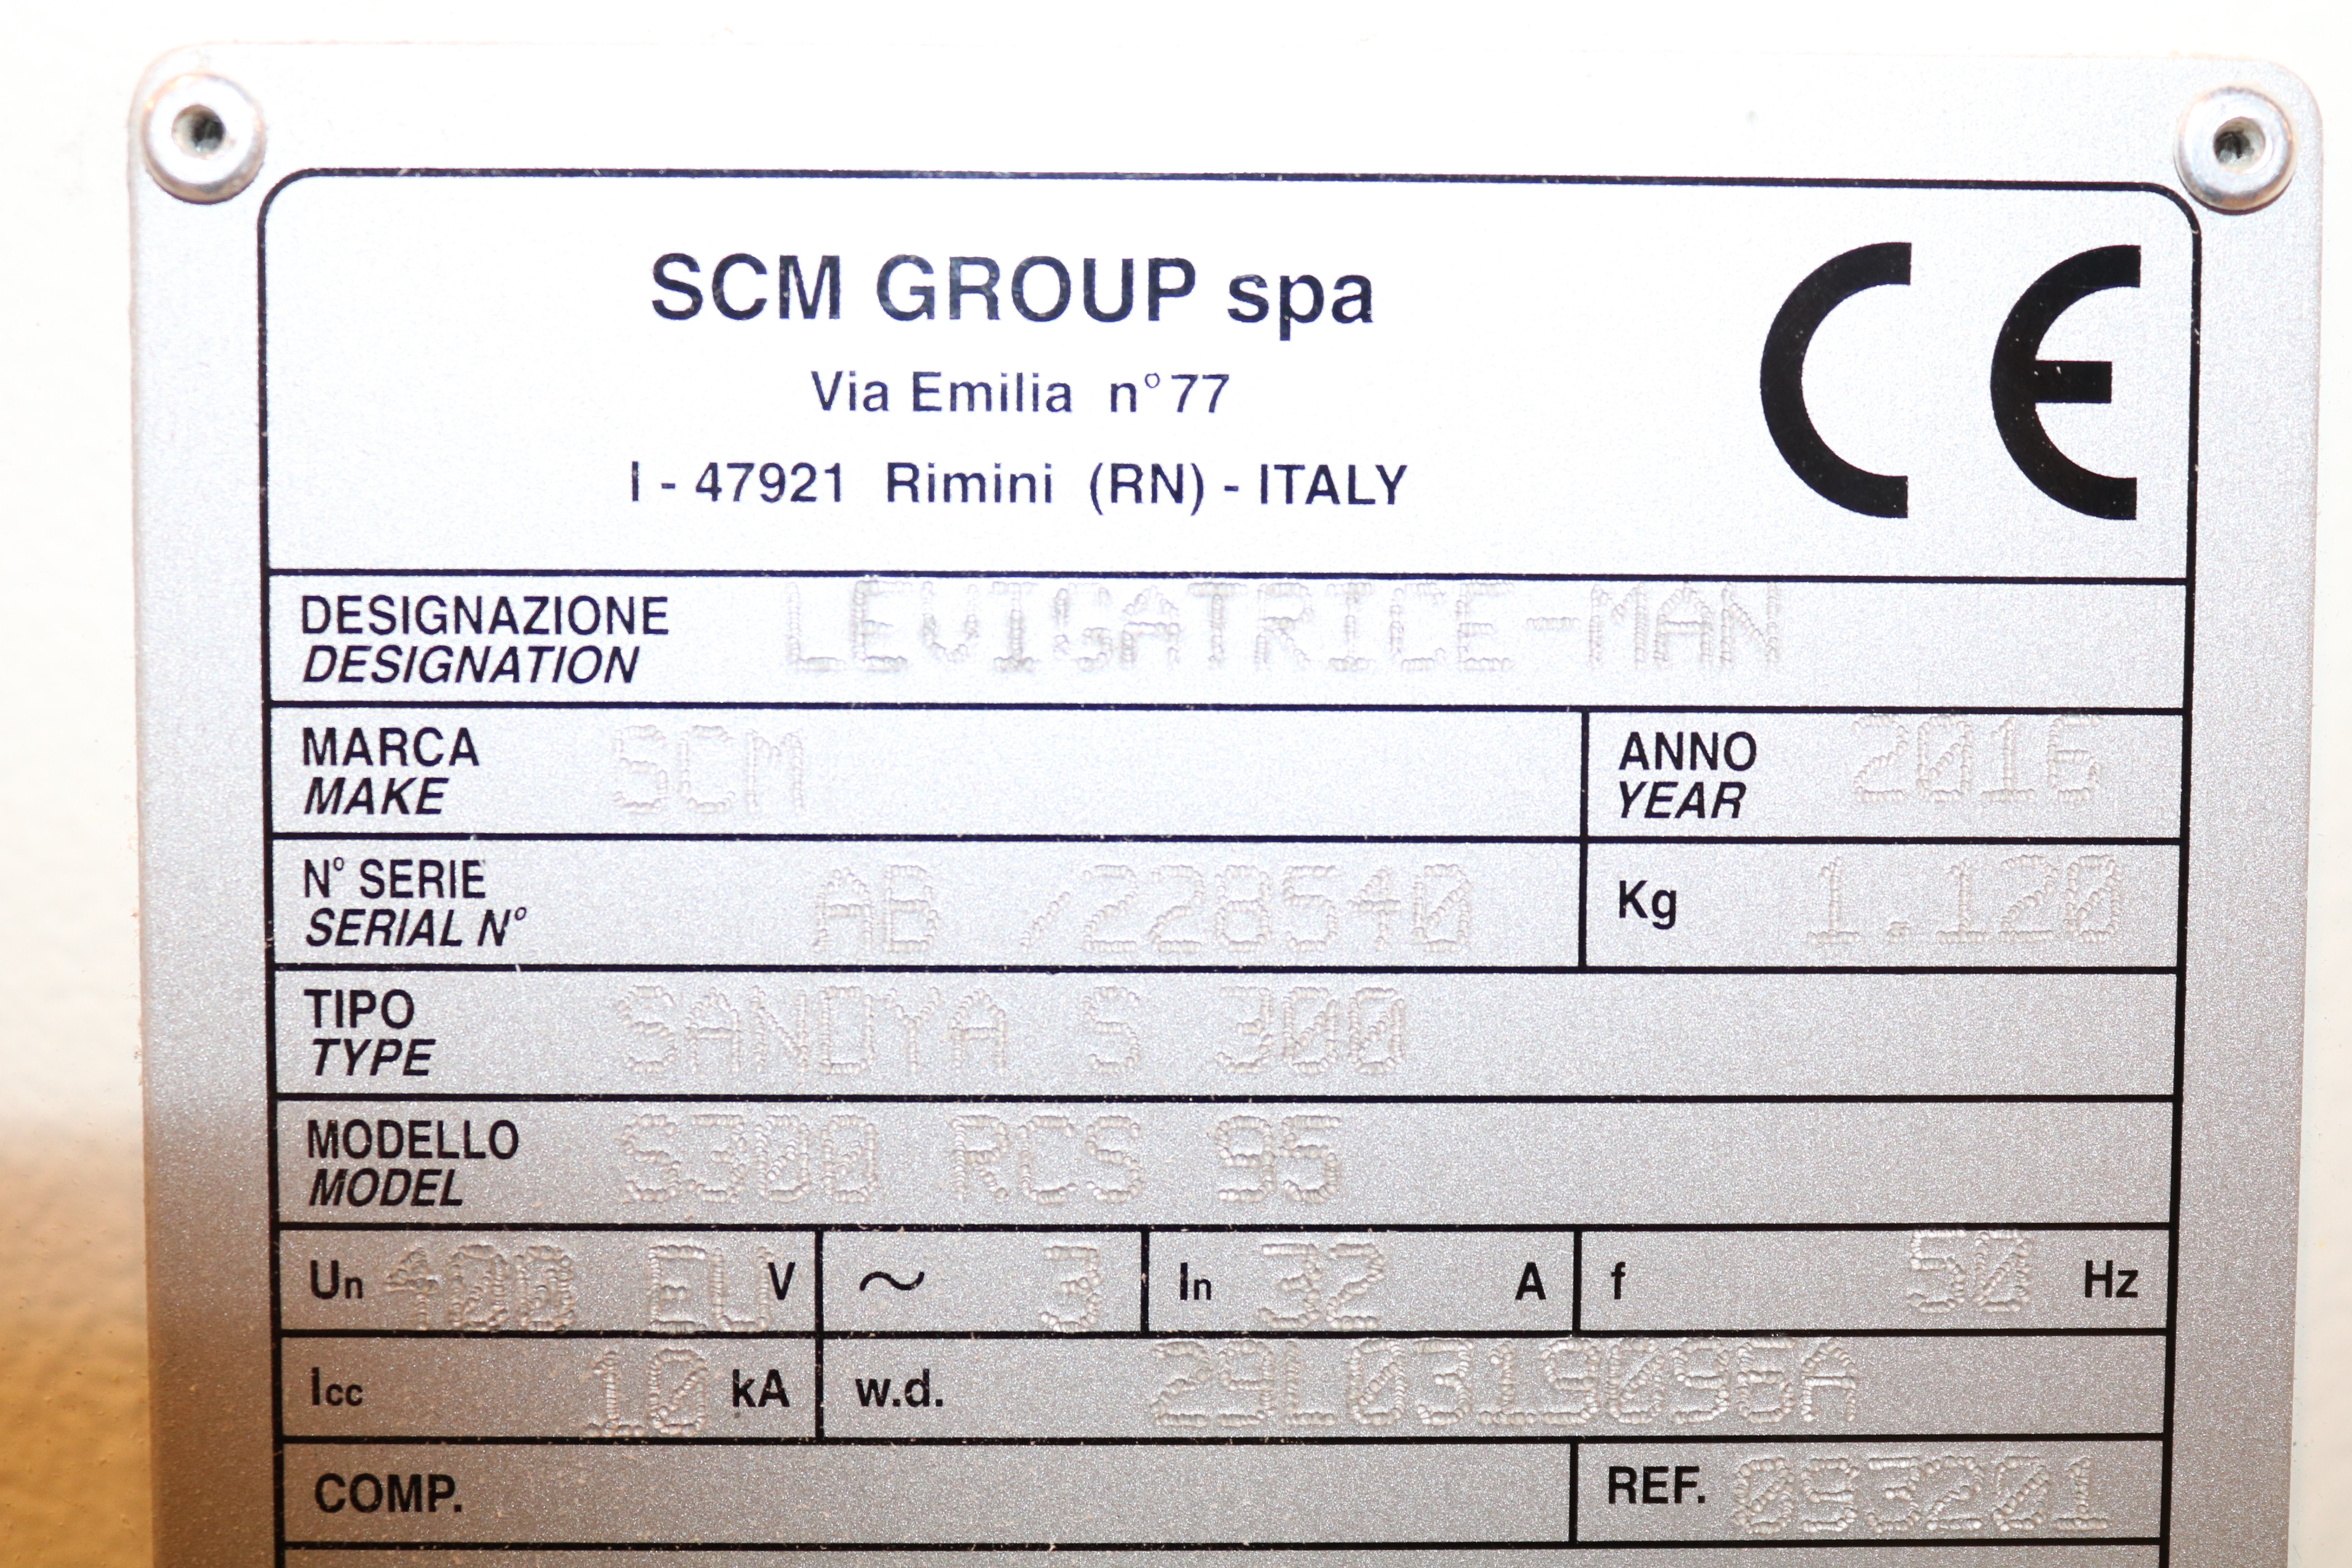 SCM GROUP spa
Via Emilia n°77
I - 47921 Rimini (RN) - ITALY
CE
DESIGNAZIONE LEVIGATRICE-MAN
DESIGNATION
MARCA SCM ANNO 2016
MAKE YEAR
N° SERIE AB /228540 Kg 1.120
SERIAL N°
TIPO SANDYA S 300
TYPE
MODELLO S300 RCS 95
MODEL
Un 400 EU V ~ 3 In 32 A f 50 Hz
Icc 10 kA w.d. 29L0319096A
COMP. REF. 093201